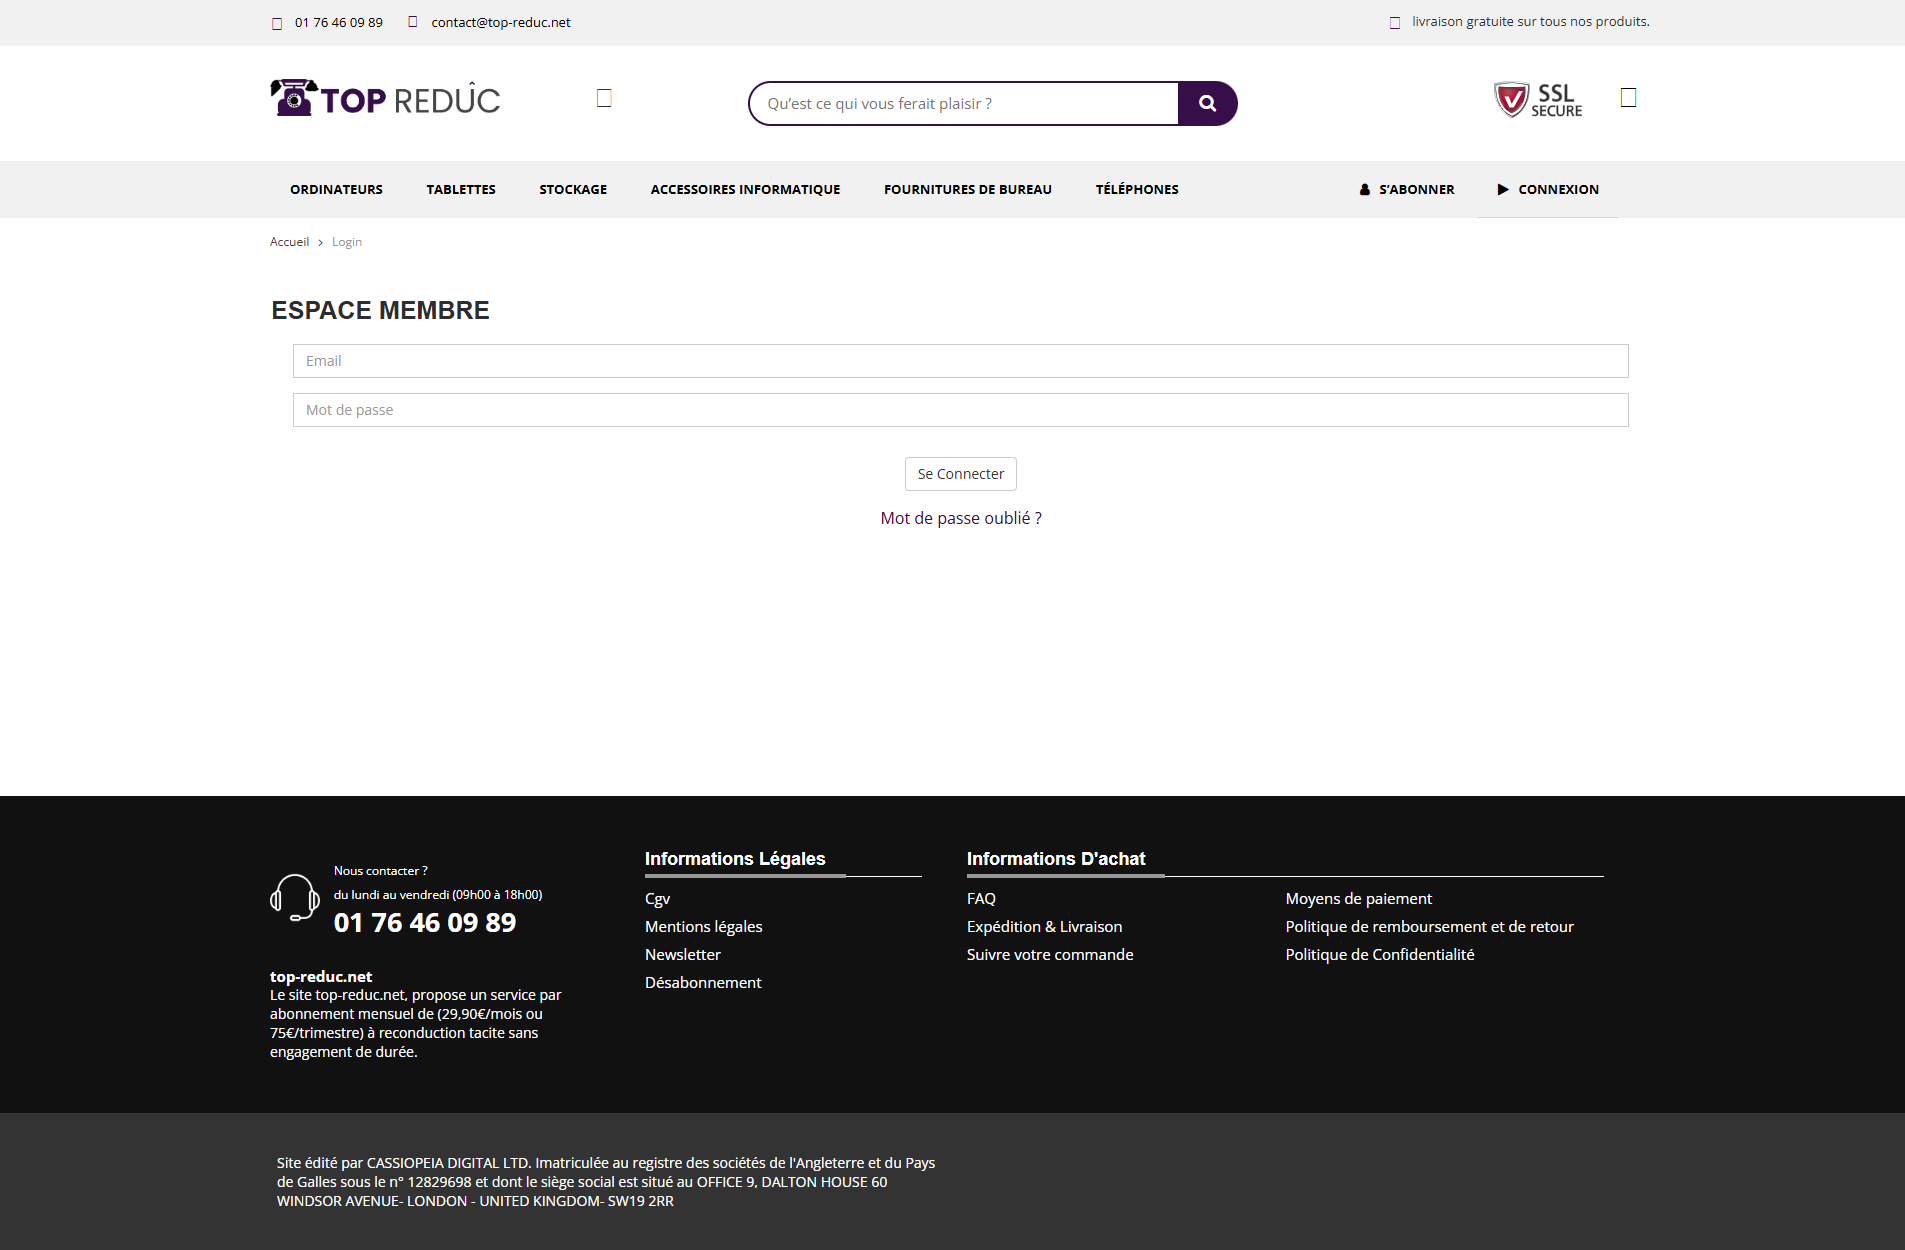 01 76 46 09 89
contact@top-reduc.net
livraison gratuite sur tous nos produits.
TOP REDÛC
Qu’est ce qui vous ferait plaisir ?
SSL
SECURE
ORDINATEURS
TABLETTES
STOCKAGE
ACCESSOIRES INFORMATIQUE
FOURNITURES DE BUREAU
TÉLÉPHONES
S’ABONNER
CONNEXION
Accueil > Login
ESPACE MEMBRE
Email
Mot de passe
Se Connecter
Mot de passe oublié ?
Nous contacter ?
du lundi au vendredi (09h00 à 18h00)
01 76 46 09 89
top-reduc.net
Le site top-reduc.net, propose un service par
abonnement mensuel de (29,90€/mois ou
75€/trimestre) à reconduction tacite sans
engagement de durée.
Informations Légales
Cgv
Mentions légales
Newsletter
Désabonnement
Informations D'achat
FAQ
Expédition & Livraison
Suivre votre commande
Moyens de paiement
Politique de remboursement et de retour
Politique de Confidentialité
Site édité par CASSIOPEIA DIGITAL LTD. Imatriculée au registre des sociétés de l'Angleterre et du Pays
de Galles sous le n° 12829698 et dont le siège social est situé au OFFICE 9, DALTON HOUSE 60
WINDSOR AVENUE- LONDON - UNITED KINGDOM- SW19 2RR